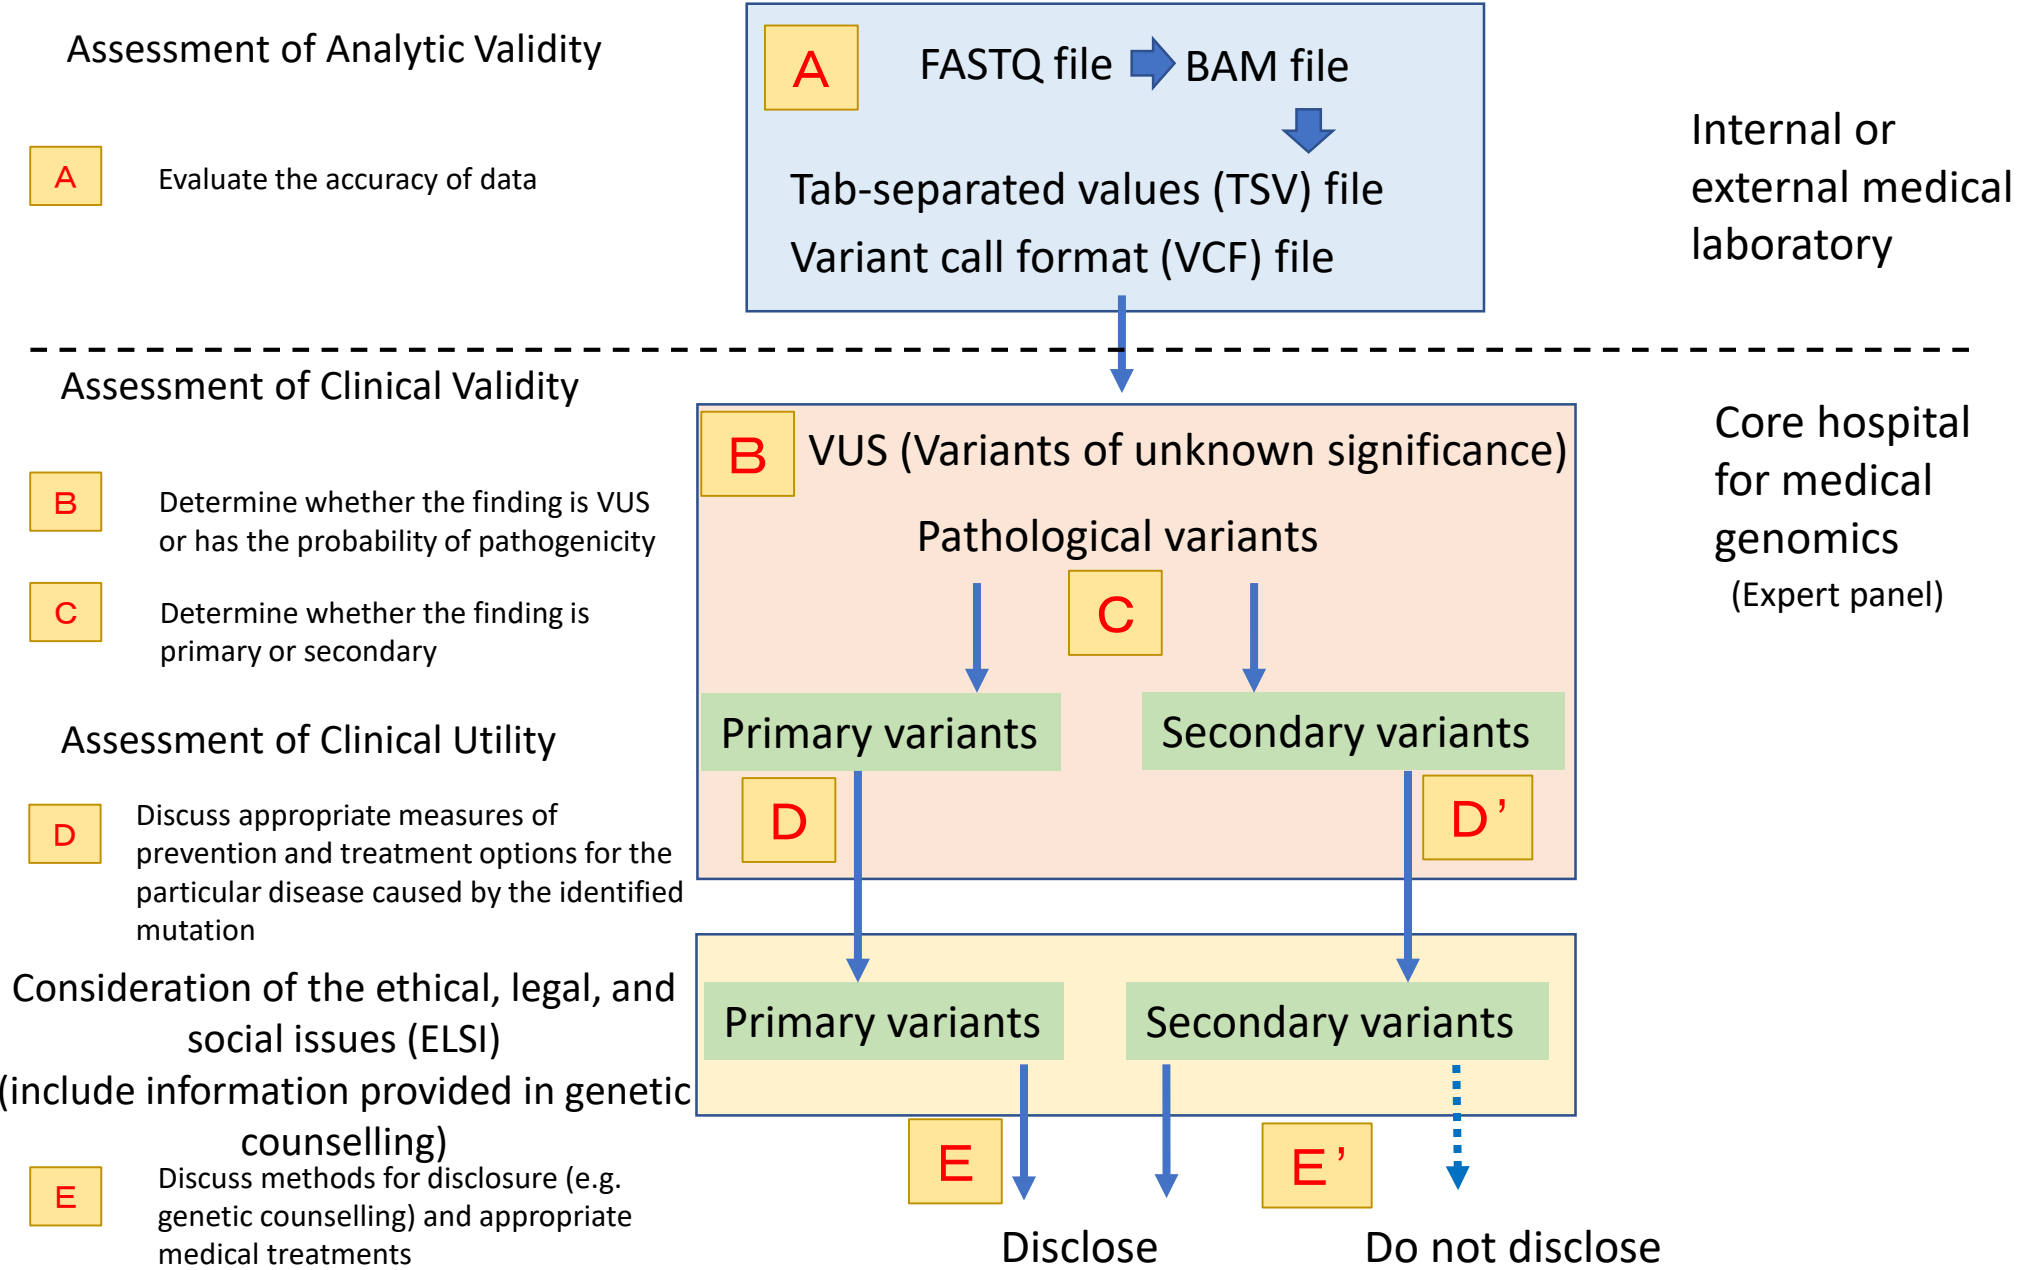 Assessment of Analytic Validity
A
Evaluate the accuracy of data
A
FASTQ file
BAM file
Tab-separated values (TSV) file
Variant call format (VCF) file
Internal or
external medical
laboratory
Assessment of Clinical Validity
B
Determine whether the finding is VUS
or has the probability of pathogenicity
C
Determine whether the finding is
primary or secondary
Assessment of Clinical Utility
D
Discuss appropriate measures of
prevention and treatment options for the
particular disease caused by the identified
mutation
B
VUS (Variants of unknown significance)
Pathological variants
C
Primary variants
Secondary variants
D
D’
Core hospital
for medical
genomics
(Expert panel)
Consideration of the ethical, legal, and
social issues (ELSI)
(include information provided in genetic
counselling)
E
Discuss methods for disclosure (e.g.
genetic counselling) and appropriate
medical treatments
Primary variants
Secondary variants
E
E’
Disclose
Do not disclose